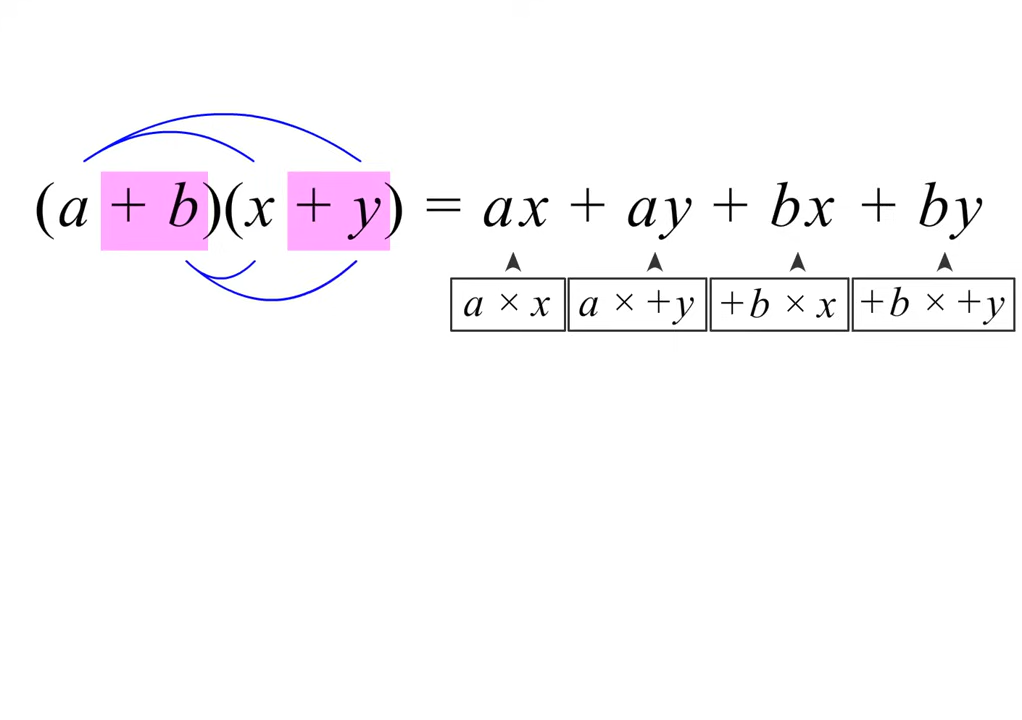 (a + b)(x + y) = ax + ay + bx + by
a × x a × +y +b × x +b × +y